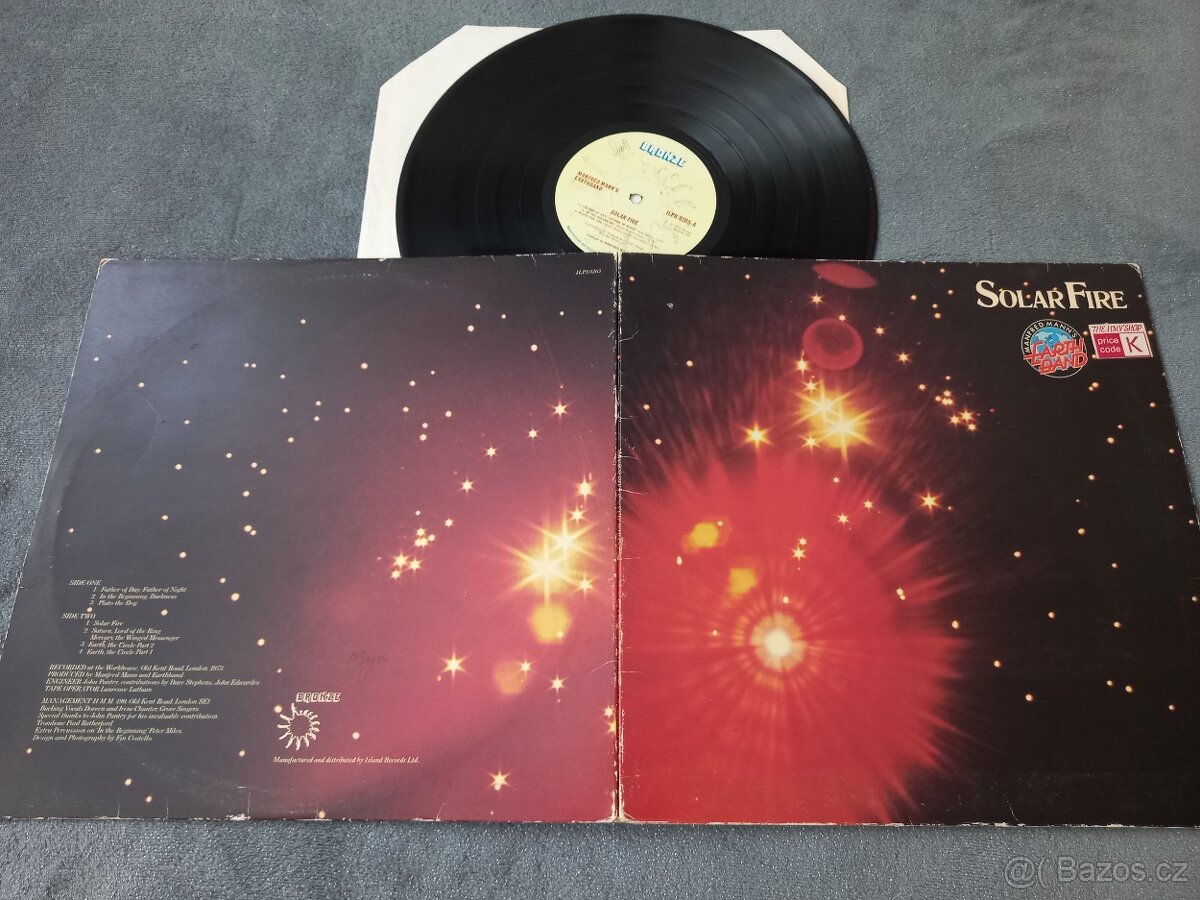 BRONZE
MANFRED MANN'S
EARTHBAND
ILPS-9265-A
SOLAR FIRE
ILPS9265
SOLAR FIRE
MANFRED MANN'S
EARTH
BAND
THE HMV SHOP
price
code K
SIDE ONE
1 Father of Day, Father of Night
2 In the Beginning, Darkness
3 Pluto the Dog
SIDE TWO
1 Solar Fire
2 Saturn, Lord of the Ring
Mercury, the Winged Messenger
3 Earth, the Circle Part 2
4 Earth, the Circle Part 1
RECORDED at the Workhouse, Old Kent Road, London. 1973
PRODUCED by Manfred Mann and Earthband.
ENGINEER John Pantry, contributions by Dave Stephens, John Edwardes.
TAPE OPERATOR Laurence Latham
MANAGEMENT H M M 490, Old Kent Road, London SE1
Backing Vocals Doreen and Irene Chanter, Grove Singers.
Special thanks to John Pantry for his invaluable contribution.
Trombone Paul Rutherford
Extra Percussion on 'In the Beginning' Peter Miles.
Design and Photography by Fin Costello.
BRONZE
Manufactured and distributed by Island Records Ltd.
@( Bazos.cz